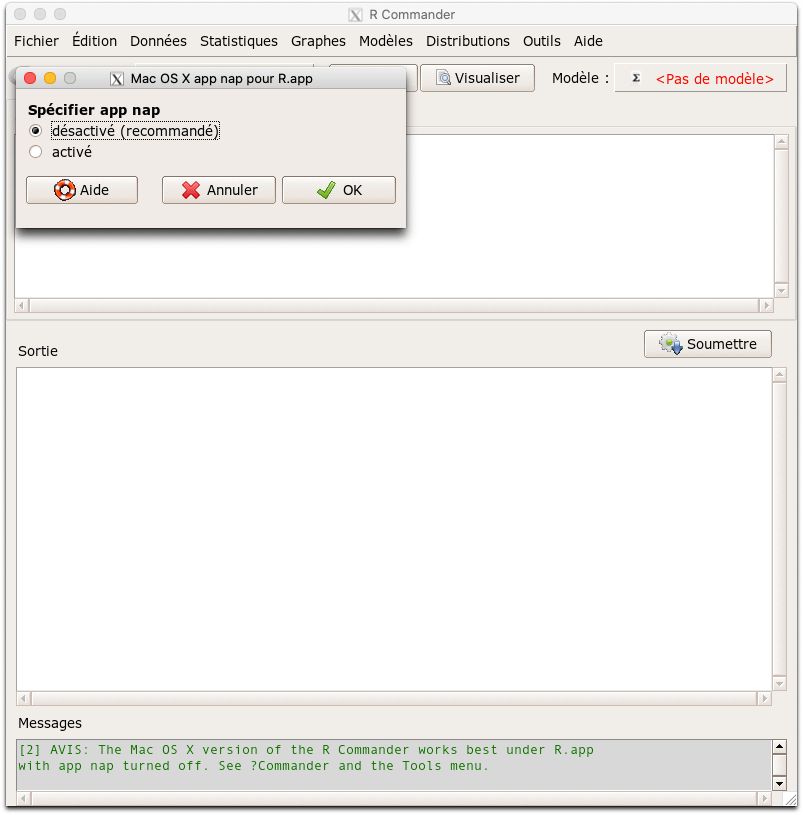 R Commander
Fichier Édition Données Statistiques Graphes Modèles Distributions Outils Aide
Mac OS X app nap pour R.app
Visualiser Modèle : Σ <Pas de modèle>
Spécifier app nap
désactivé (recommandé)
activé
Aide Annuler OK
Sortie
Soumettre
Messages
[2] AVIS: The Mac OS X version of the R Commander works best under R.app
with app nap turned off. See ?Commander and the Tools menu.